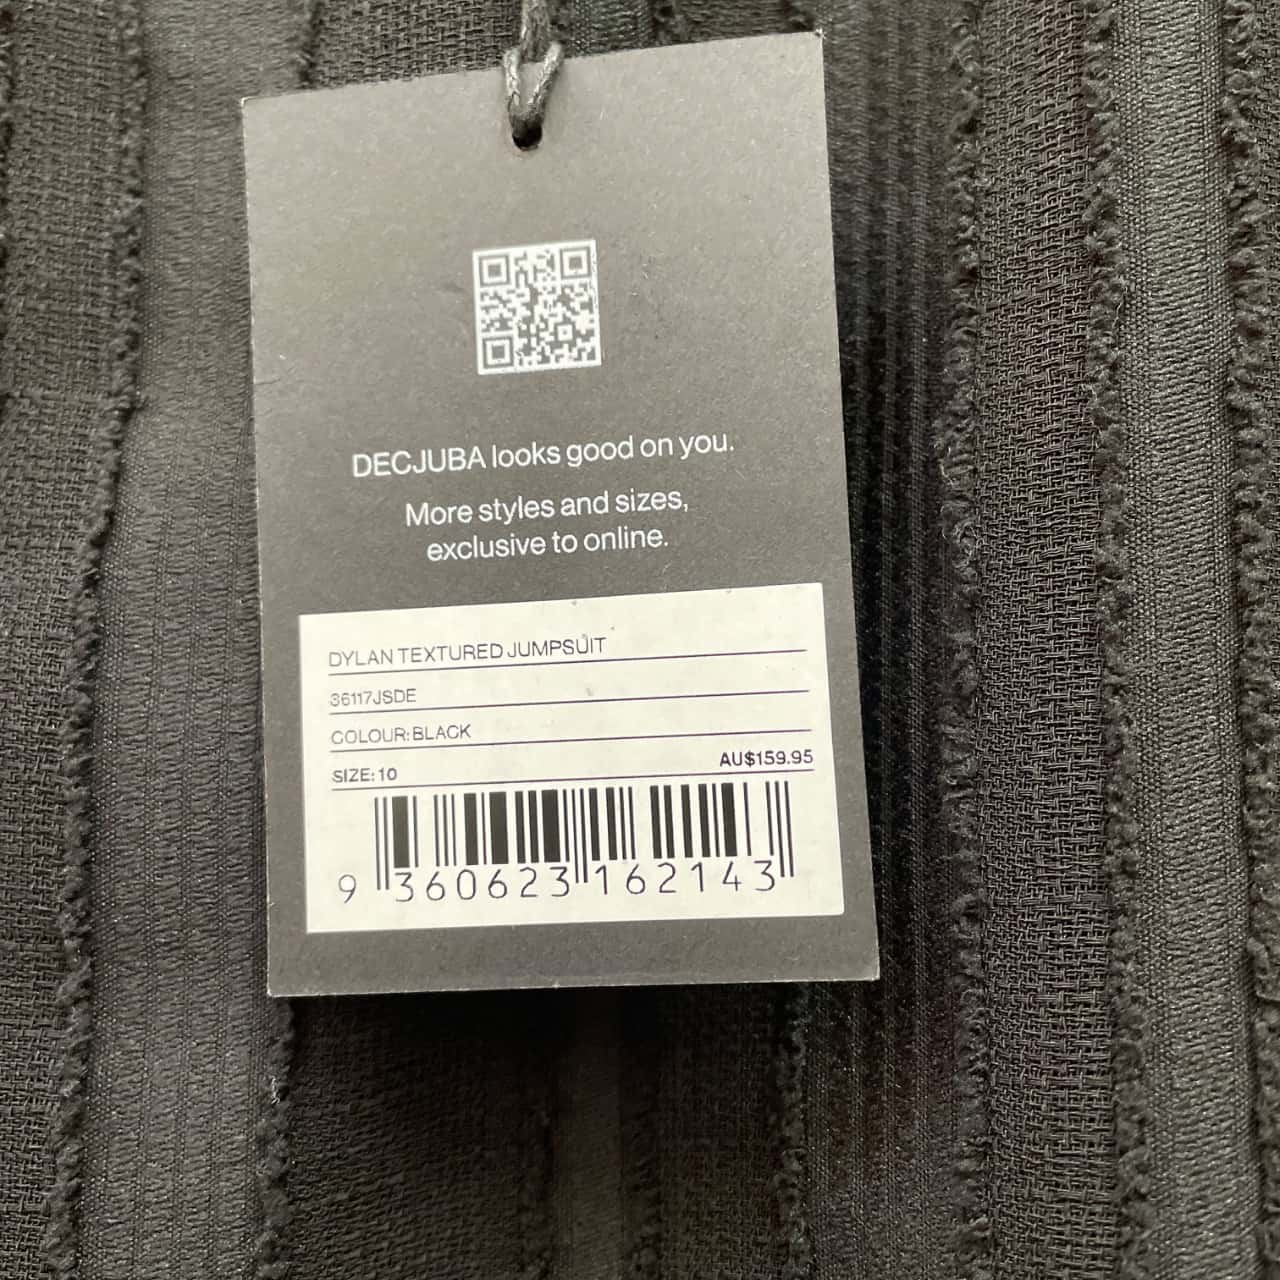 DECJUBA looks good on you.
More styles and sizes,
exclusive to online.
DYLAN TEXTURED JUMPSUIT
36117JSDE
COLOUR: BLACK
SIZE: 10 AU$159.95
9 360623 162143